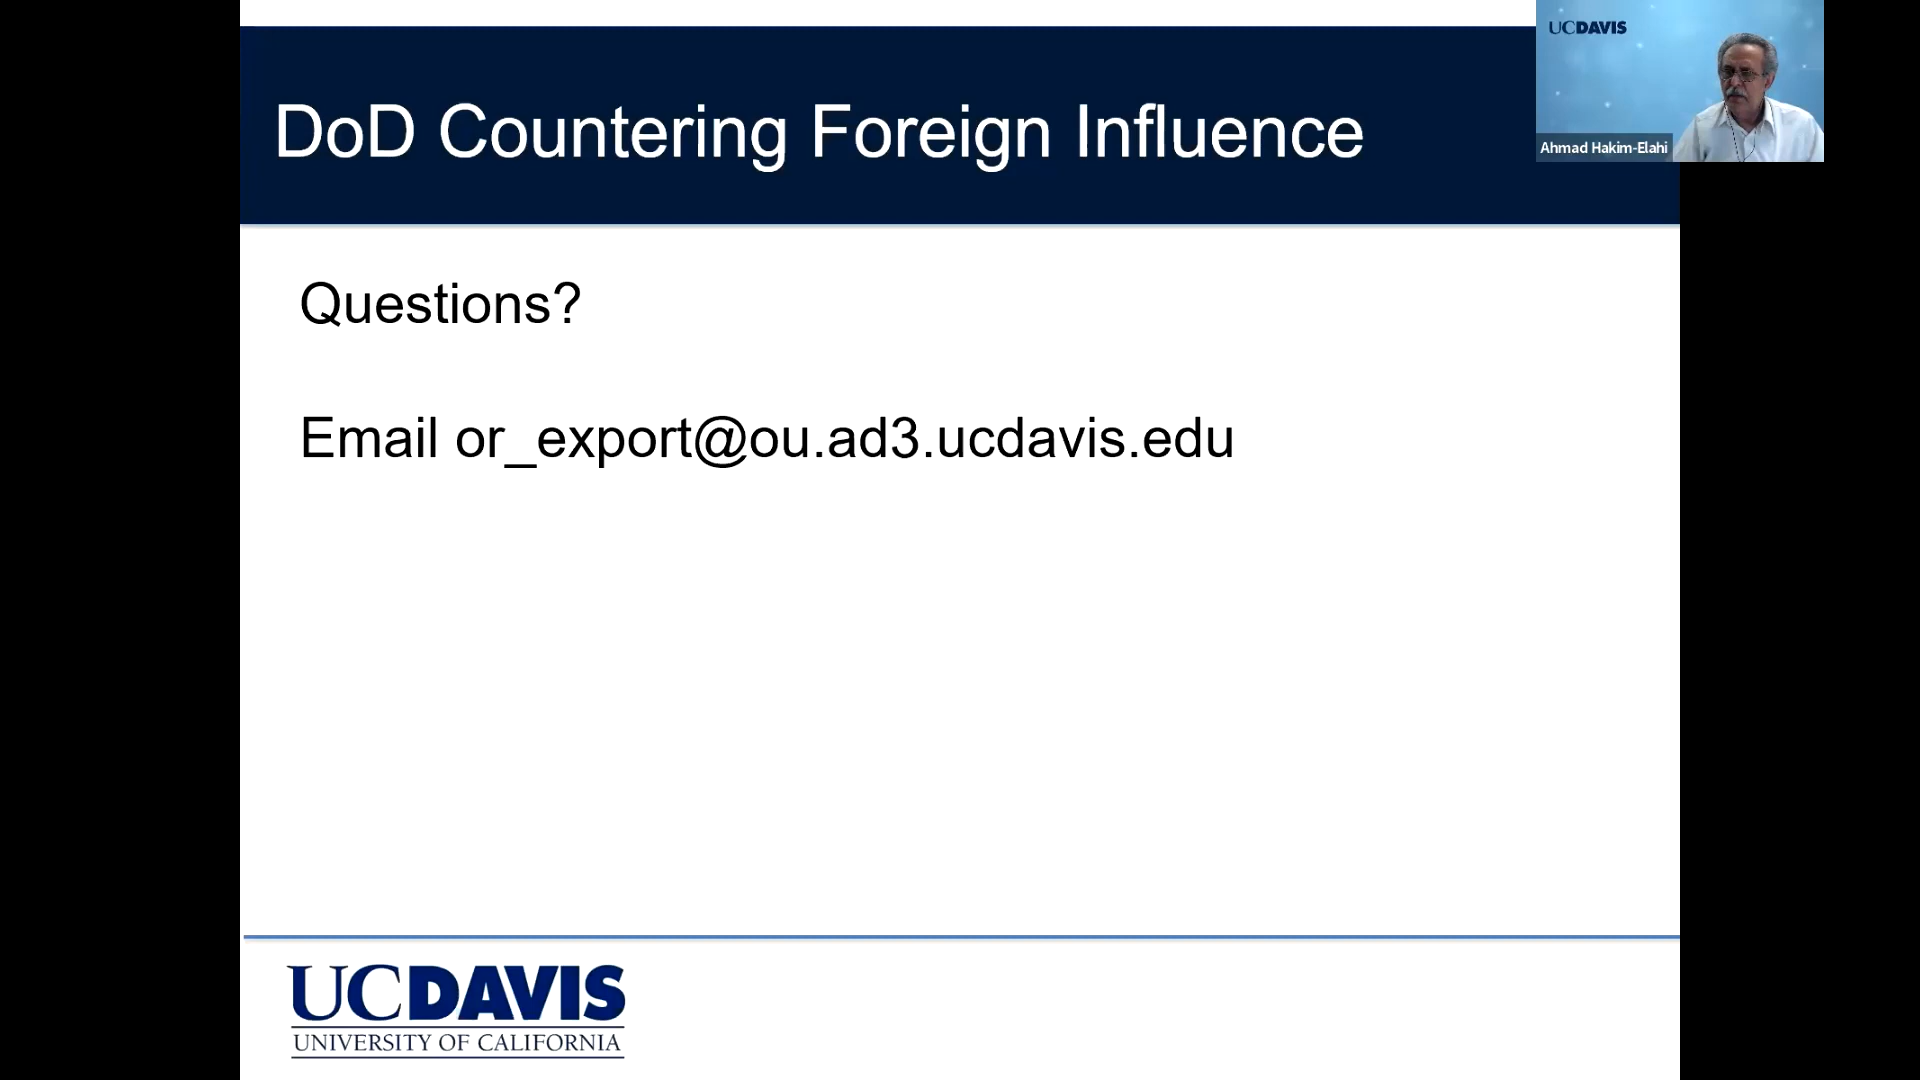 UCDAVIS
DoD Countering Foreign Influence
Ahmad Hakim-Elahi
Questions?
Email or_export@ou.ad3.ucdavis.edu
UCDAVIS
UNIVERSITY OF CALIFORNIA